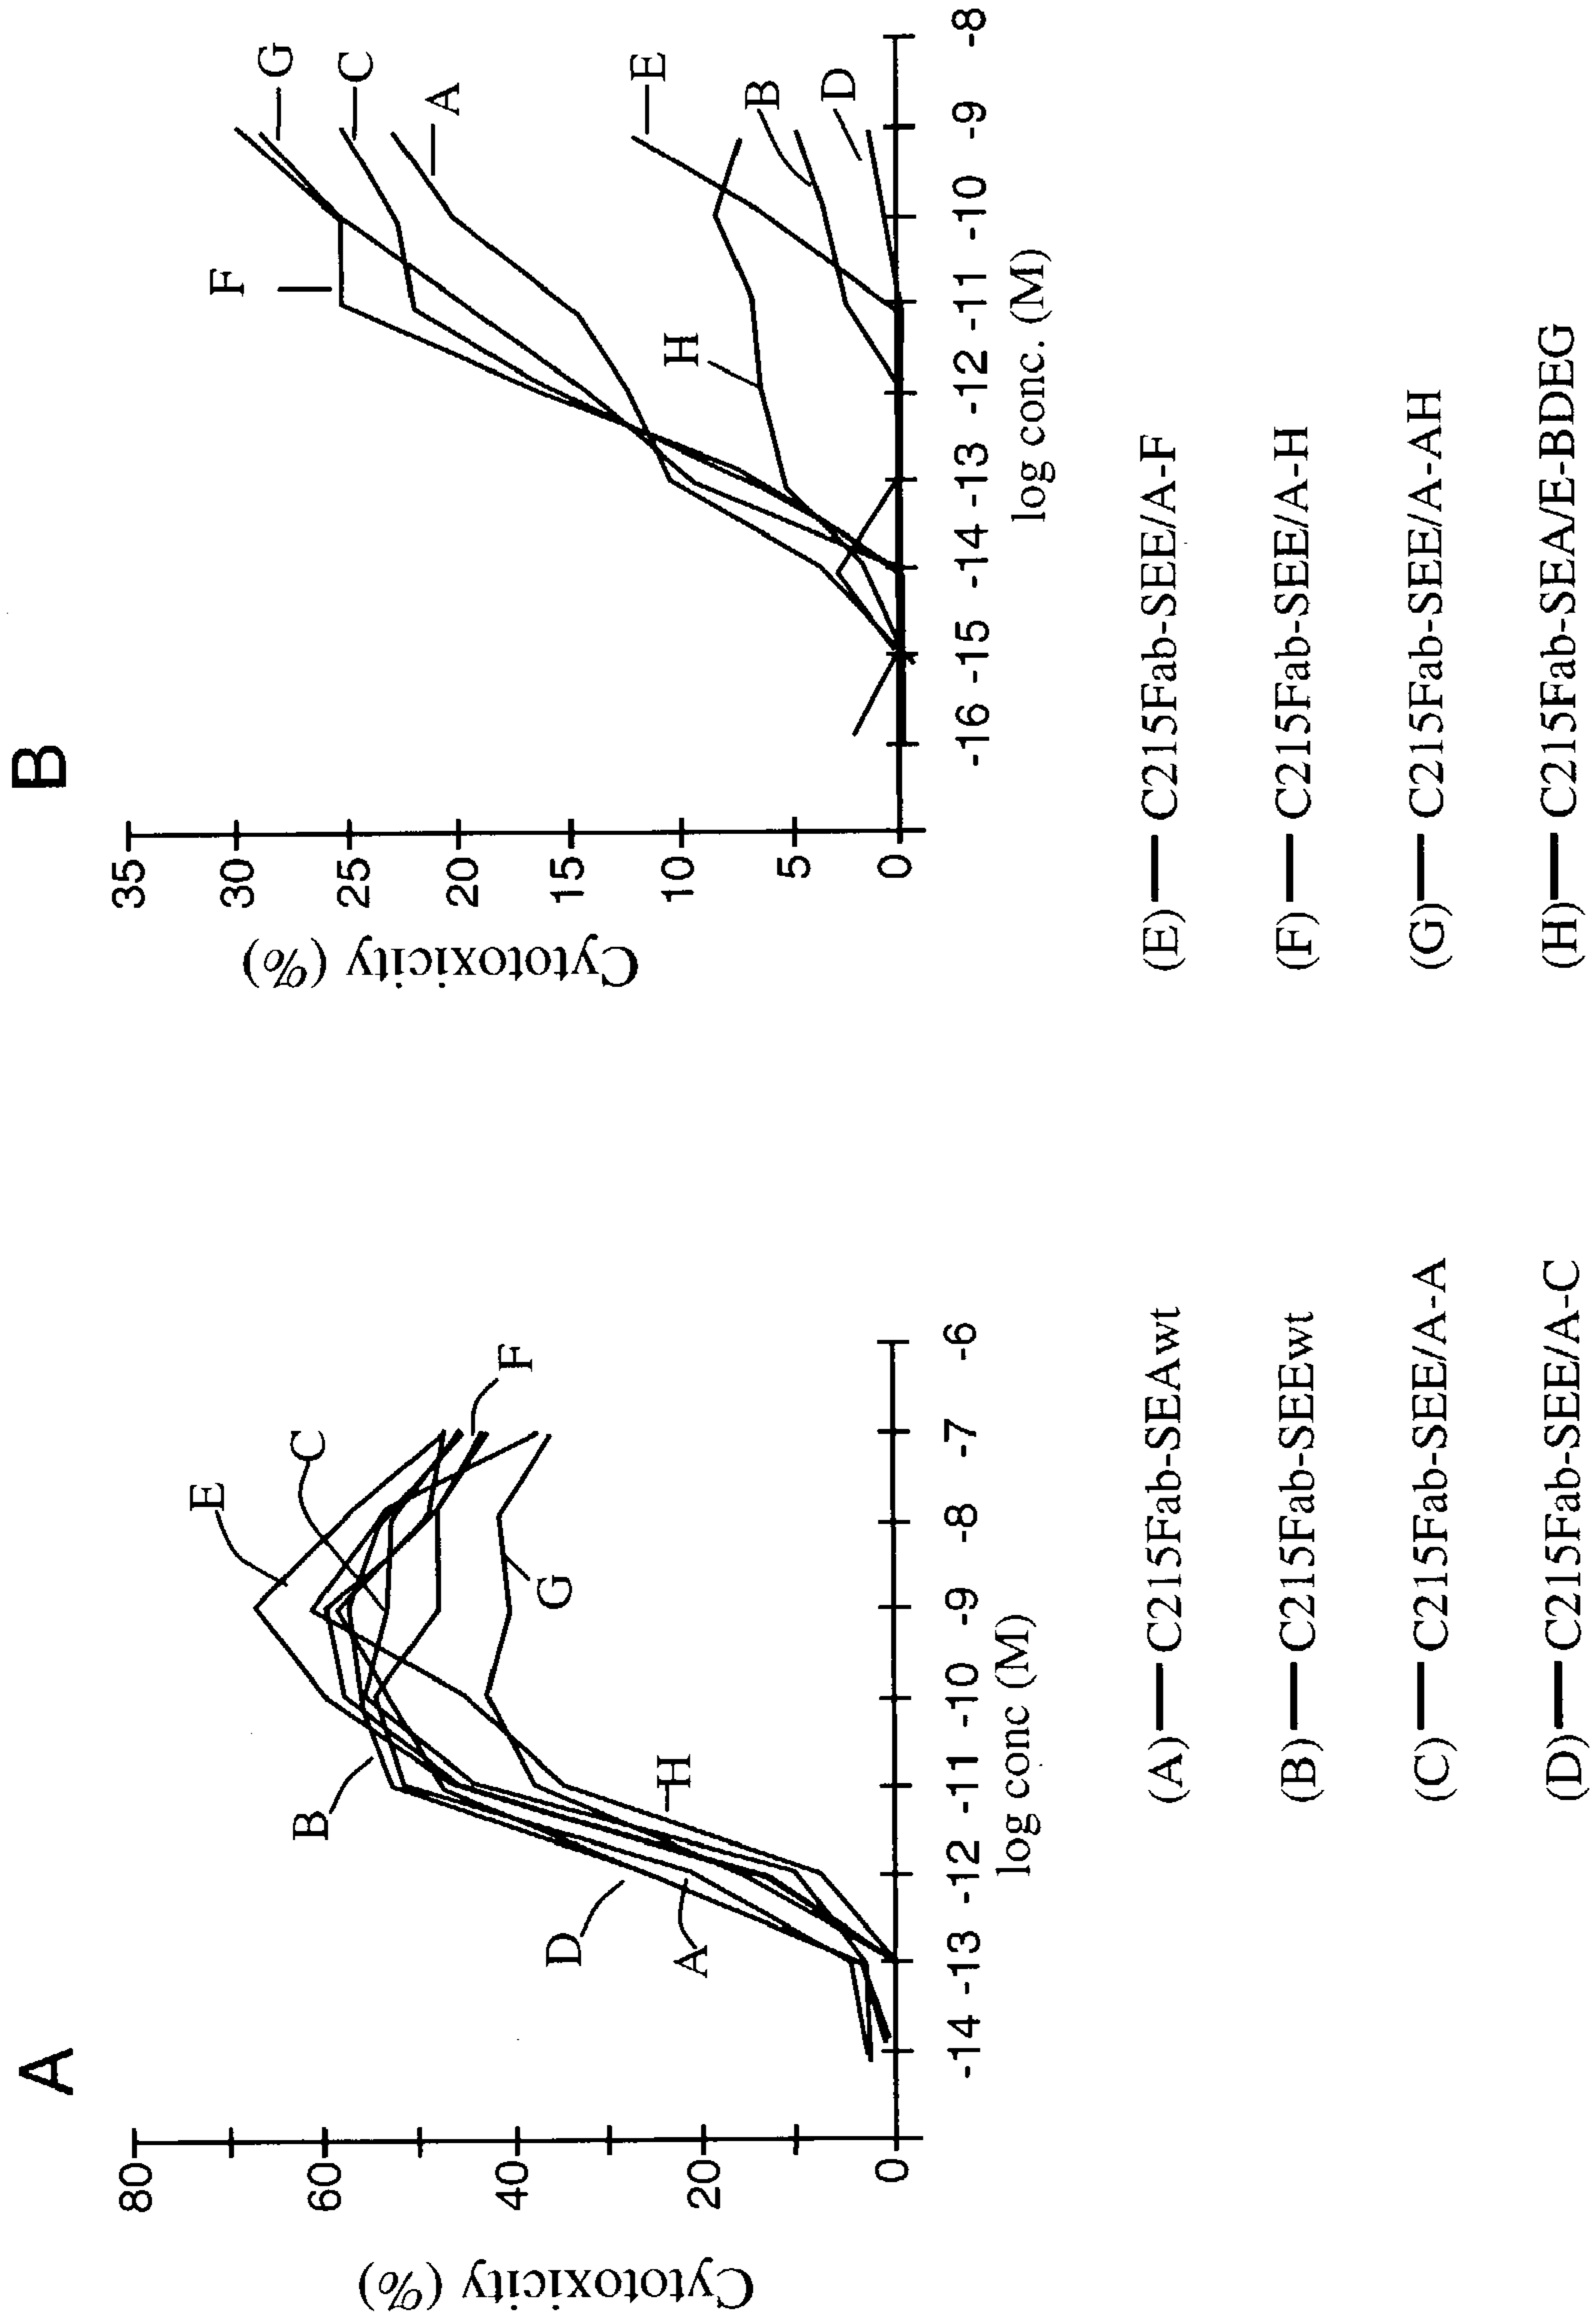 A
Cytotoxicity (%)
80
60
40
20
0
-14 -13 -12 -11 -10 -9 -8 -7 -6
log conc (M)
E
C
F
G
B
H
D
A
B
Cytotoxicity (%)
35
30
25
20
15
10
5
0
-16 -15 -14 -13 -12 -11 -10 -9 -8
log conc. (M)
G
C
A
F
E
H
B
D
(A) C215Fab-SEAwt
(B) C215Fab-SEEwt
(C) C215Fab-SEE/A-A
(D) C215Fab-SEE/A-C
(E) C215Fab-SEE/A-F
(F) C215Fab-SEE/A-H
(G) C215Fab-SEE/A-AH
(H) C215Fab-SEA/E-BDEG